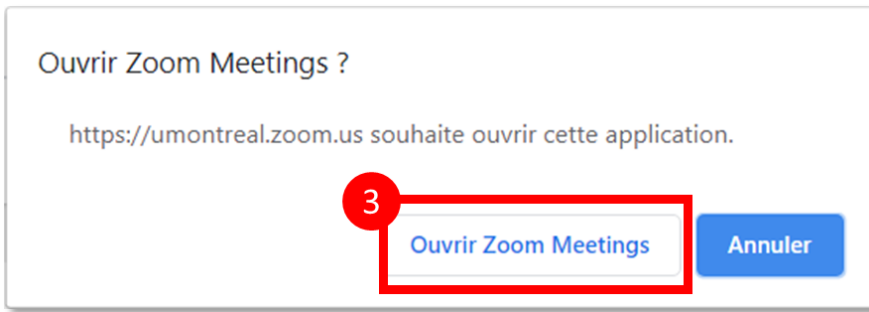 Ouvrir Zoom Meetings ?
https://umontreal.zoom.us souhaite ouvrir cette application.
3
Ouvrir Zoom Meetings Annuler